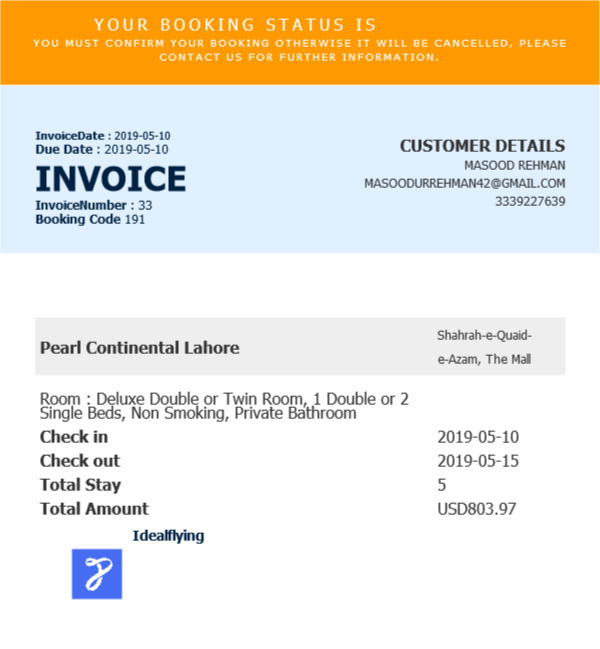 YOUR BOOKING STATUS IS
YOU MUST CONFIRM YOUR BOOKING OTHERWISE IT WILL BE CANCELLED, PLEASE
CONTACT US FOR FURTHER INFORMATION.
InvoiceDate : 2019-05-10
Due Date : 2019-05-10
INVOICE
InvoiceNumber : 33
Booking Code 191
CUSTOMER DETAILS
MASOOD REHMAN
MASOODURREHMAN42@GMAIL.COM
3339227639
Pearl Continental Lahore
Shahrah-e-Quaid-
e-Azam, The Mall
Room : Deluxe Double or Twin Room, 1 Double or 2
Single Beds, Non Smoking, Private Bathroom
Check in 2019-05-10
Check out 2019-05-15
Total Stay 5
Total Amount USD803.97
Idealflying